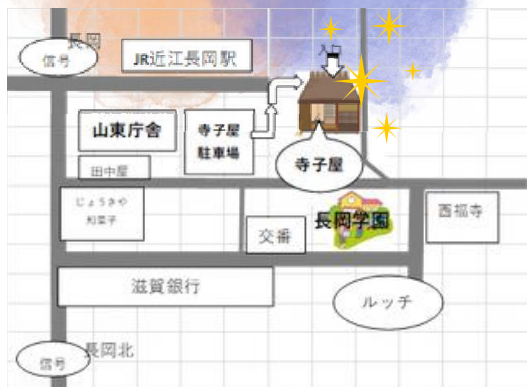 長岡
信号
JR近江長岡駅
入口
山東庁舎
寺子屋
駐車場
寺子屋
田中屋
じょうきや
和菓子
交番
長岡学園
西福寺
滋賀銀行
ルッチ
長岡北
信号